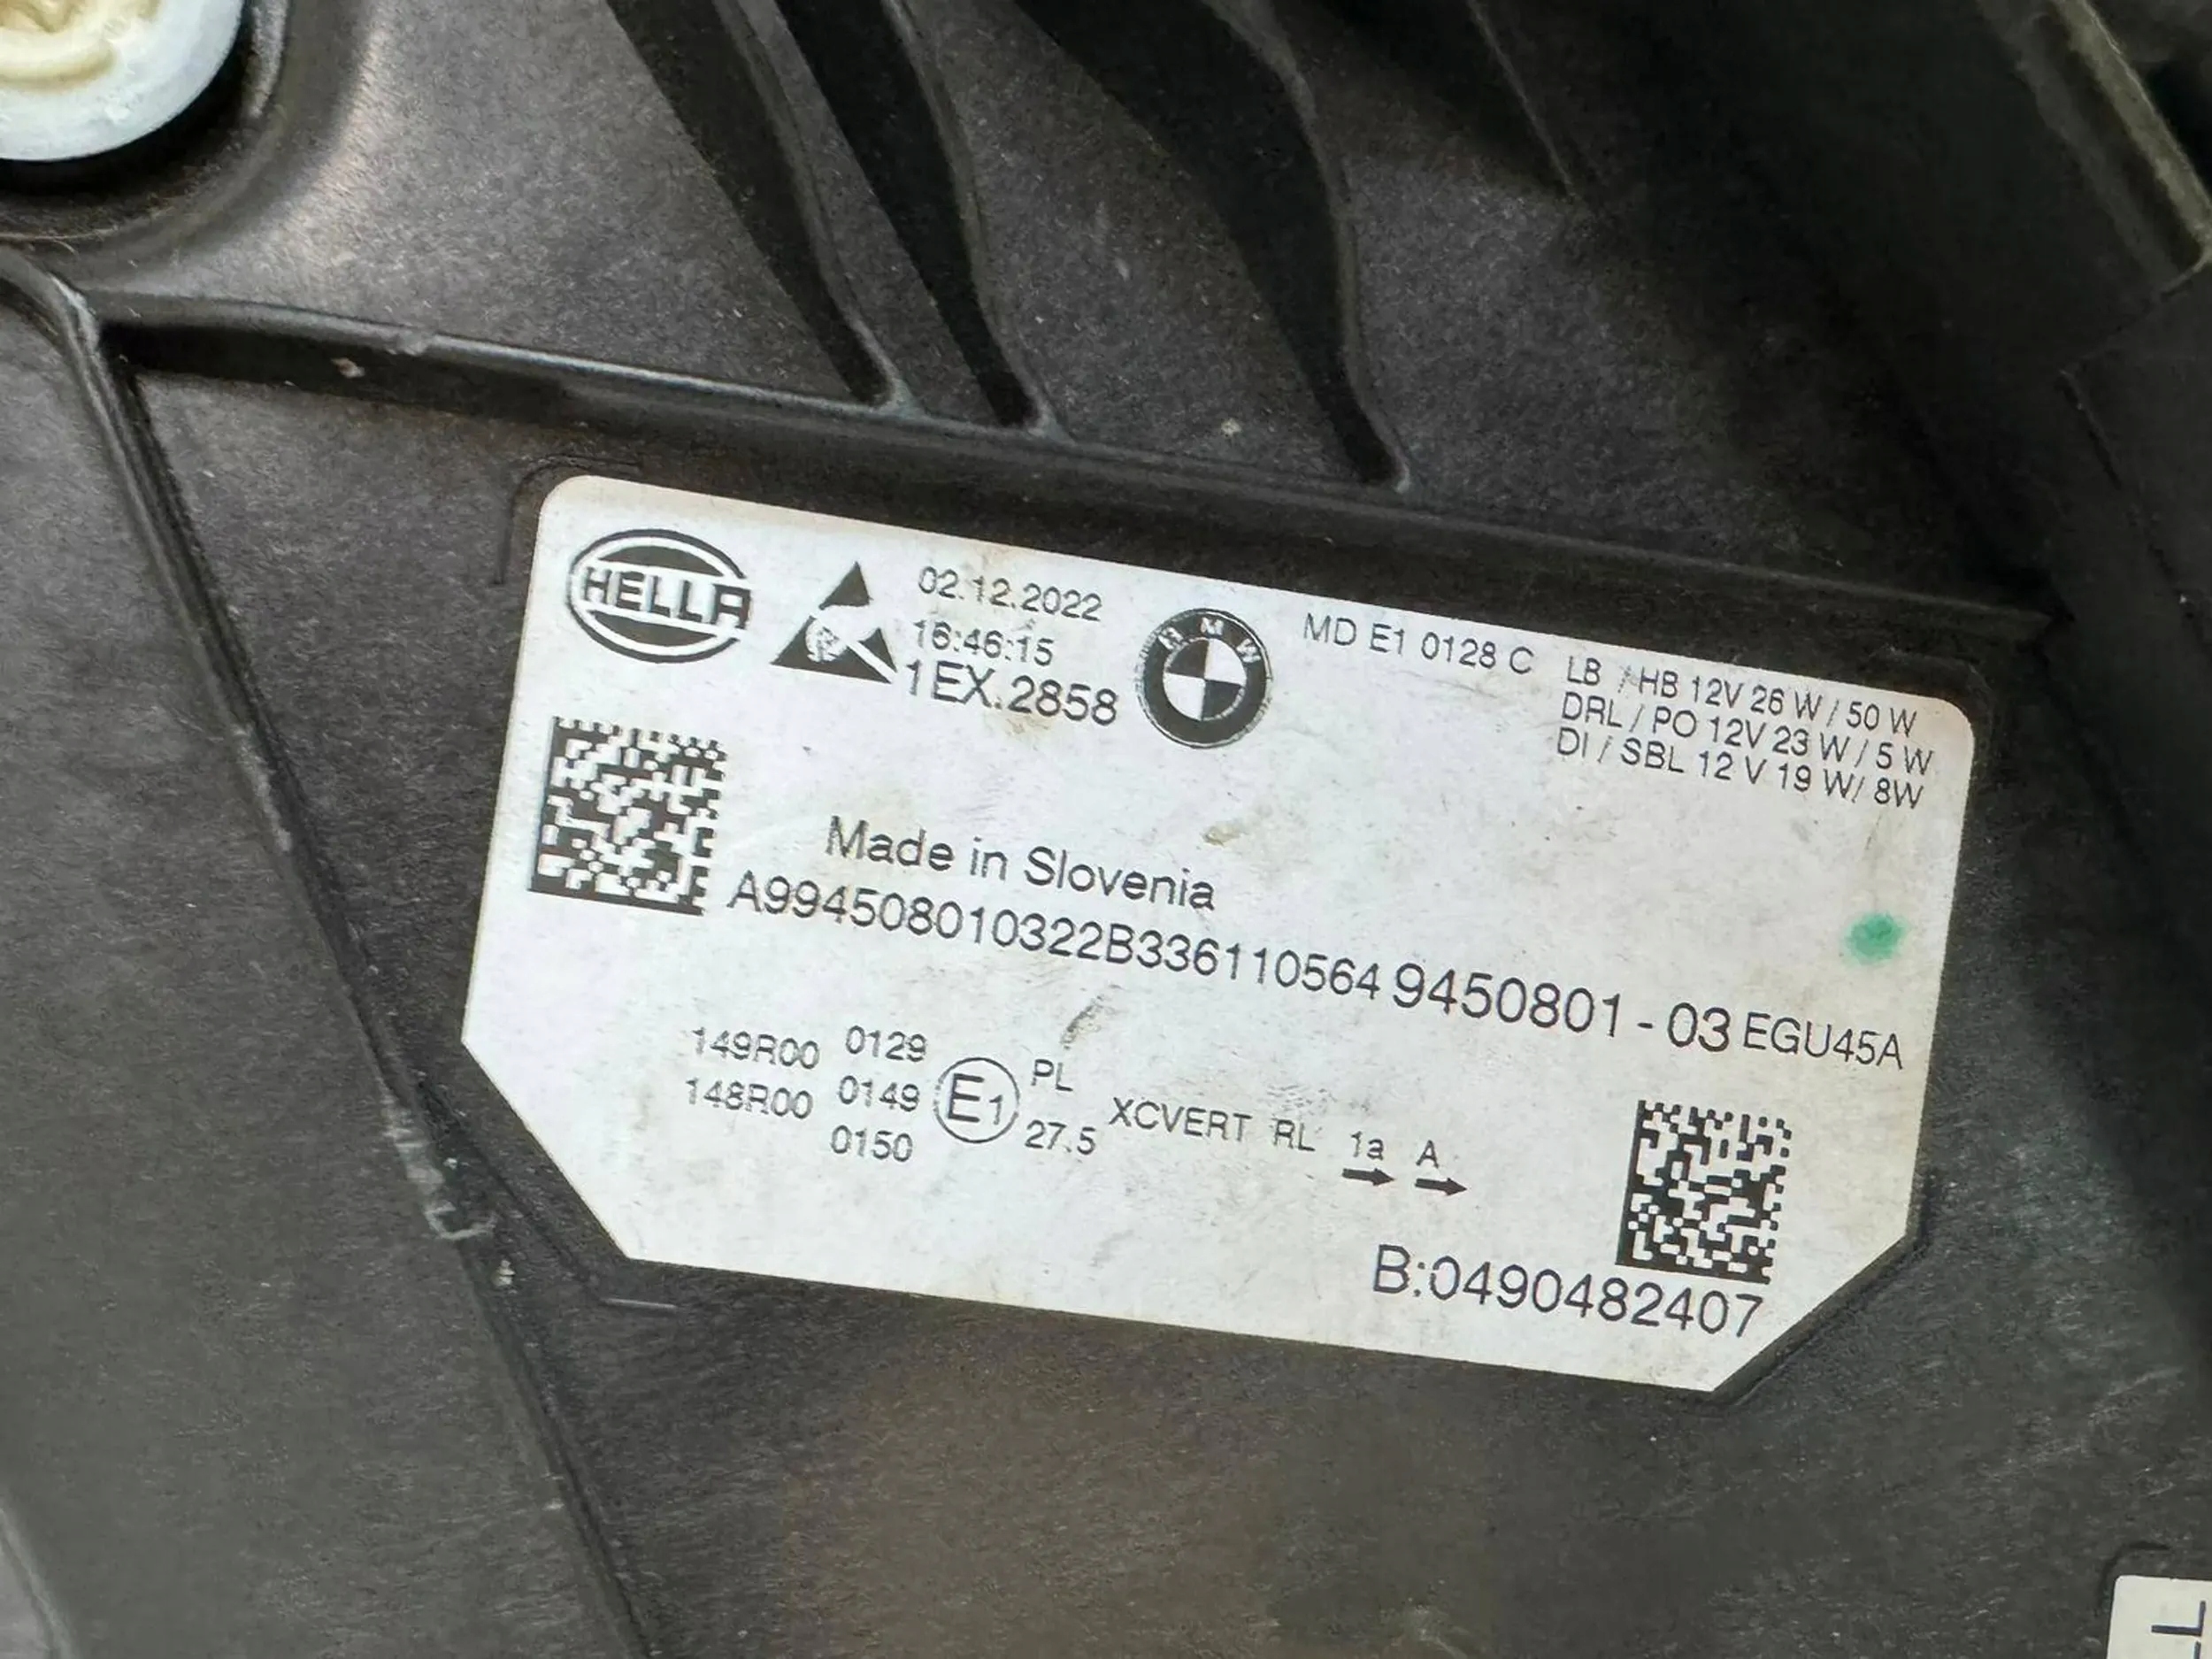 HELLA
02.12.2022
16:46:15
1EX.2858
BMW
MD E1 0128 C
LB / HB 12V 26 W / 50 W
DRL / PO 12V 23 W / 5 W
DI / SBL 12 V 19 W/ 8W
Made in Slovenia
A994508010322B336110564 9450801 - 03 EGU45A
149R00 0129
148R00 0149
0150
E1
PL
27.5
XCVERT RL 1a A
B:0490482407